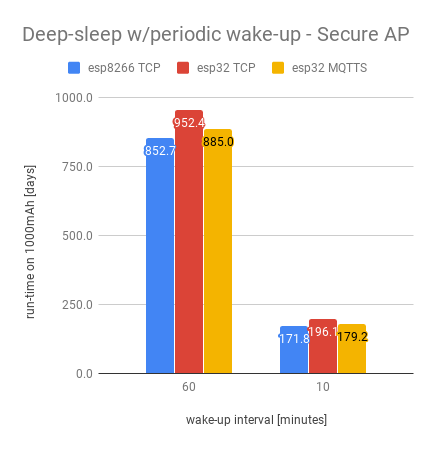 Deep-sleep w/periodic wake-up - Secure AP
esp8266 TCP esp32 TCP esp32 MQTTS
run-time on 1000mAh [days]
1000.0
750.0
500.0
250.0
0.0
852.7 952.4 885.0
171.8 196.1 179.2
60 10
wake-up interval [minutes]